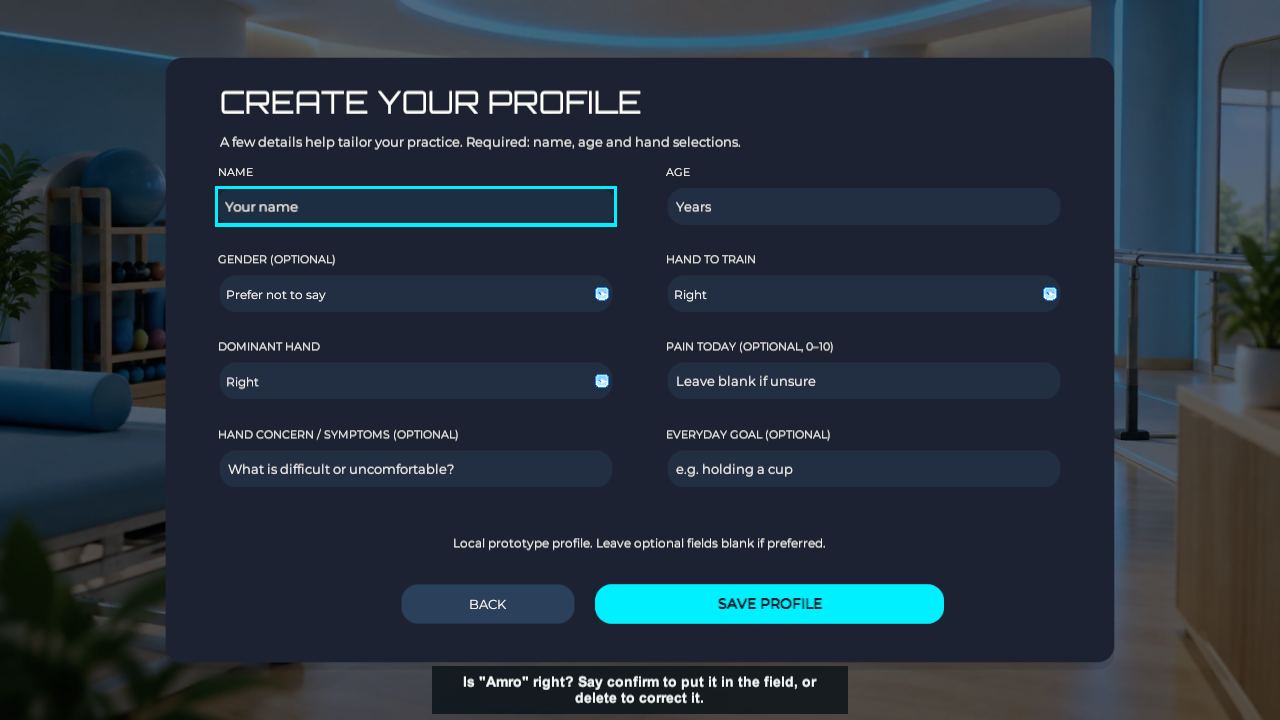 CREATE YOUR PROFILE
A few details help tailor your practice. Required: name, age and hand selections.
NAME
AGE
Your name
Years
GENDER (OPTIONAL)
HAND TO TRAIN
Prefer not to say
Right
DOMINANT HAND
PAIN TODAY (OPTIONAL, 0–10)
Right
Leave blank if unsure
HAND CONCERN / SYMPTOMS (OPTIONAL)
EVERYDAY GOAL (OPTIONAL)
What is difficult or uncomfortable?
e.g. holding a cup
Local prototype profile. Leave optional fields blank if preferred.
BACK
SAVE PROFILE
Is "Amro" right? Say confirm to put it in the field, or
delete to correct it.